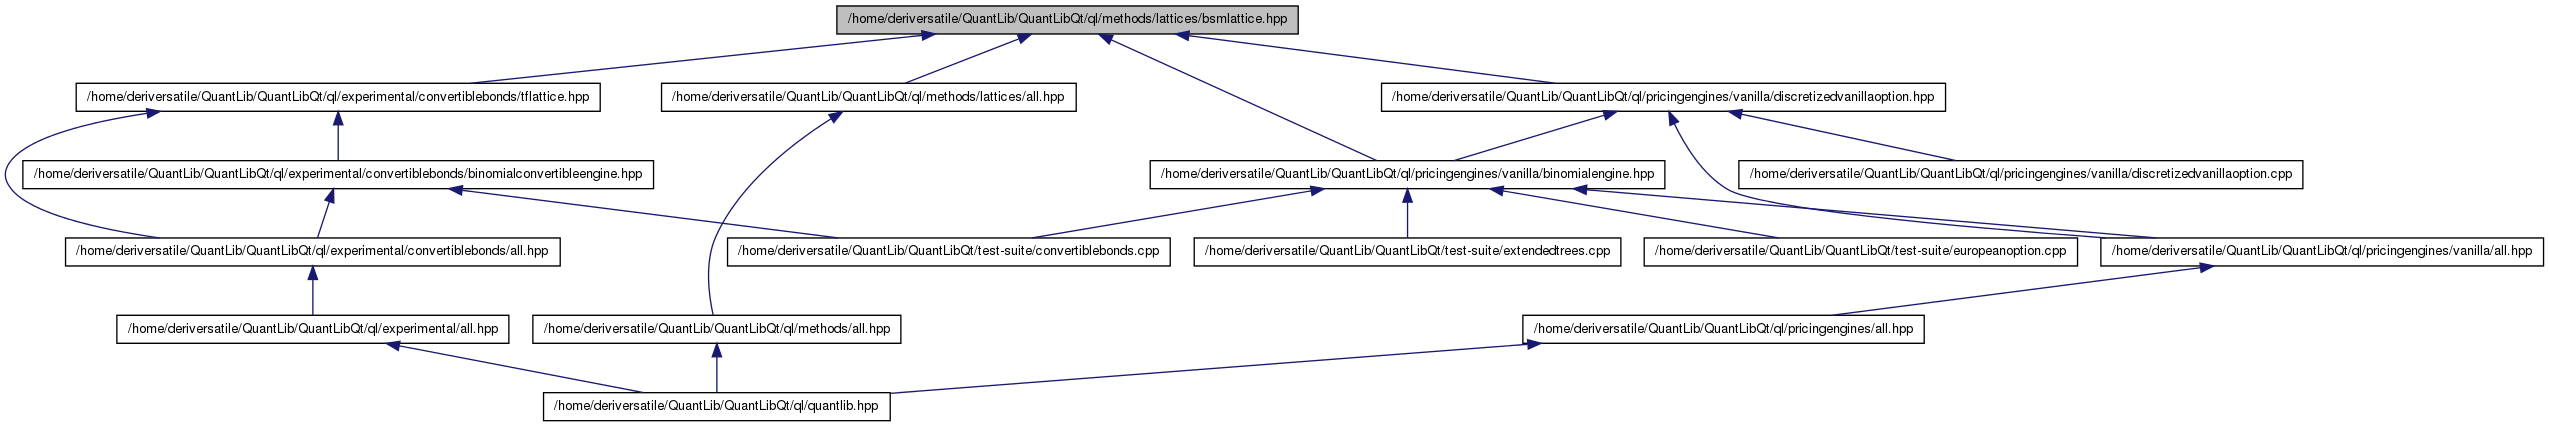 /home/deriversatile/QuantLib/QuantLibQt/ql/methods/lattices/bsmlattice.hpp
/home/deriversatile/QuantLib/QuantLibQt/ql/experimental/convertiblebonds/tflattice.hpp
/home/deriversatile/QuantLib/QuantLibQt/ql/methods/lattices/all.hpp
/home/deriversatile/QuantLib/QuantLibQt/ql/pricingengines/vanilla/discretizedvanillaoption.hpp
/home/deriversatile/QuantLib/QuantLibQt/ql/experimental/convertiblebonds/binomialconvertibleengine.hpp
/home/deriversatile/QuantLib/QuantLibQt/ql/pricingengines/vanilla/binomialengine.hpp
/home/deriversatile/QuantLib/QuantLibQt/ql/pricingengines/vanilla/discretizedvanillaoption.cpp
/home/deriversatile/QuantLib/QuantLibQt/ql/experimental/convertiblebonds/all.hpp
/home/deriversatile/QuantLib/QuantLibQt/test-suite/convertiblebonds.cpp
/home/deriversatile/QuantLib/QuantLibQt/test-suite/extendedtrees.cpp
/home/deriversatile/QuantLib/QuantLibQt/test-suite/europeanoption.cpp
/home/deriversatile/QuantLib/QuantLibQt/ql/pricingengines/vanilla/all.hpp
/home/deriversatile/QuantLib/QuantLibQt/ql/experimental/all.hpp
/home/deriversatile/QuantLib/QuantLibQt/ql/methods/all.hpp
/home/deriversatile/QuantLib/QuantLibQt/ql/pricingengines/all.hpp
/home/deriversatile/QuantLib/QuantLibQt/ql/quantlib.hpp